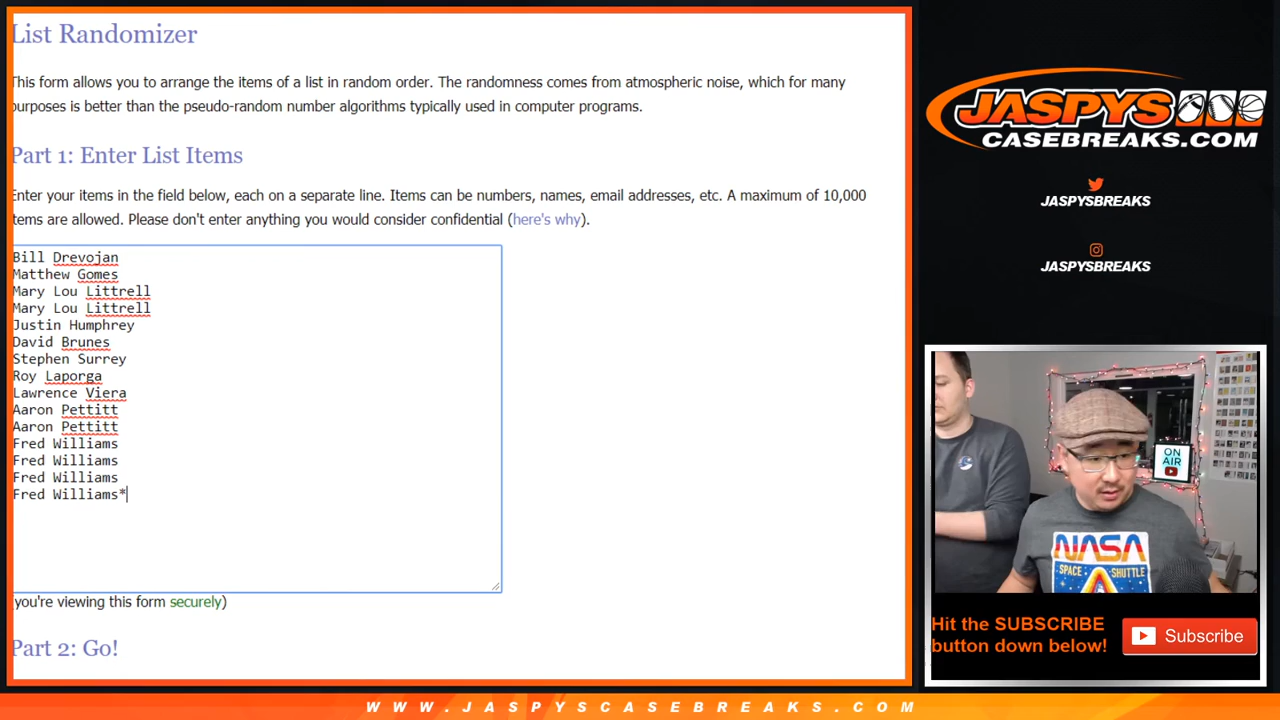 List Randomizer
This form allows you to arrange the items of a list in random order. The randomness comes from atmospheric noise, which for many
purposes is better than the pseudo-random number algorithms typically used in computer programs.
Part 1: Enter List Items
Enter your items in the field below, each on a separate line. Items can be numbers, names, email addresses, etc. A maximum of 10,000
items are allowed. Please don't enter anything you would consider confidential (here's why).
Bill Drevojan
Matthew Gomes
Mary Lou Littrell
Mary Lou Littrell
Justin Humphrey
David Brunes
Stephen Surrey
Roy Laporga
Lawrence Viera
Aaron Pettitt
Aaron Pettitt
Fred Williams
Fred Williams
Fred Williams
Fred Williams*
(you're viewing this form securely)
Part 2: Go!
JASPYS
CASEBREAKS.COM
JASPYSBREAKS
JASPYSBREAKS
ON
AIR
NASA
SPACE SHUTTLE
Hit the SUBSCRIBE
button down below!
Subscribe
WWW.JASPYSCASEBREAKS.COM